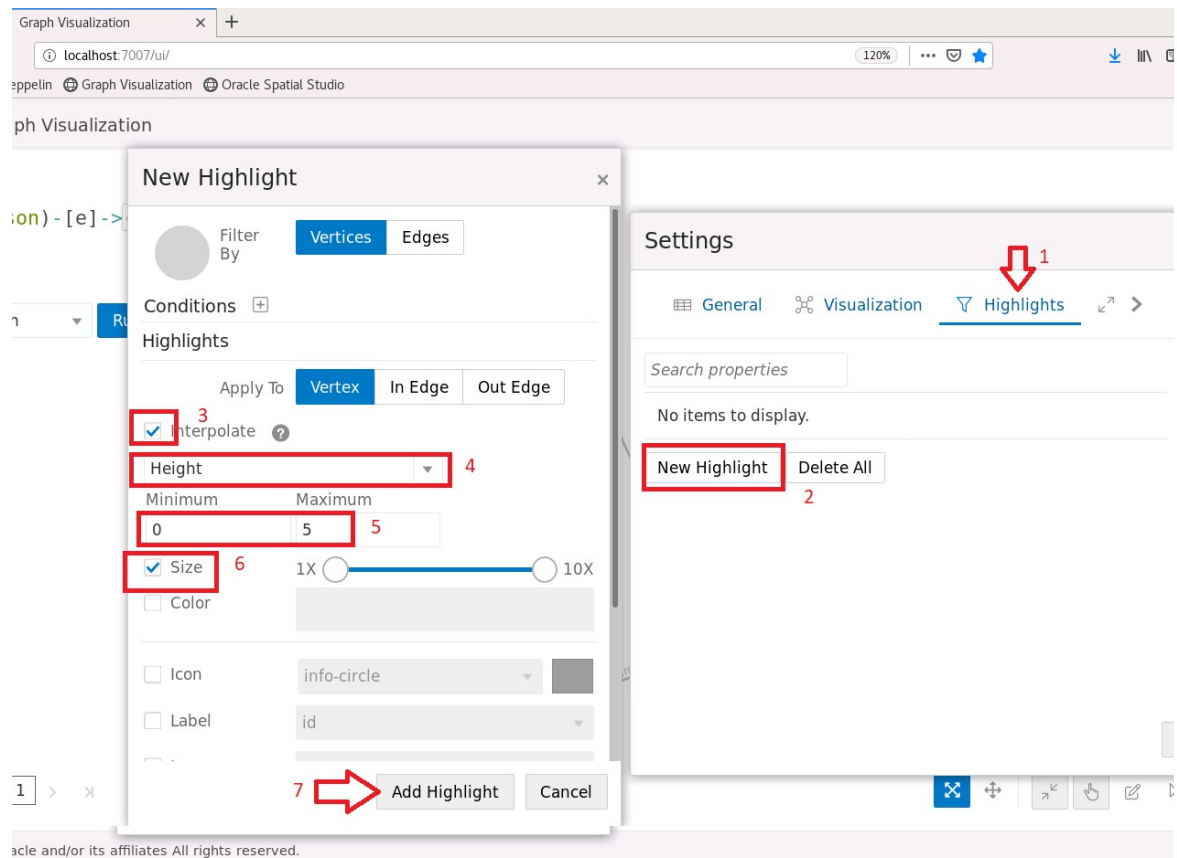 Graph Visualization × +
localhost:7007/ui/ 120%
eppelin Graph Visualization Oracle Spatial Studio
ph Visualization
New Highlight ×
son)-[e]->
Filter By
Vertices Edges
Conditions
Highlights
Apply To Vertex In Edge Out Edge
3
Interpolate ?
Height 4
Minimum Maximum
0 5 5
Size 6 1X 10X
Color
Icon info-circle
Label id
7 Add Highlight Cancel
Settings
1
General Visualization Highlights
Search properties
No items to display.
New Highlight Delete All
2
1
acle and/or its affiliates All rights reserved.